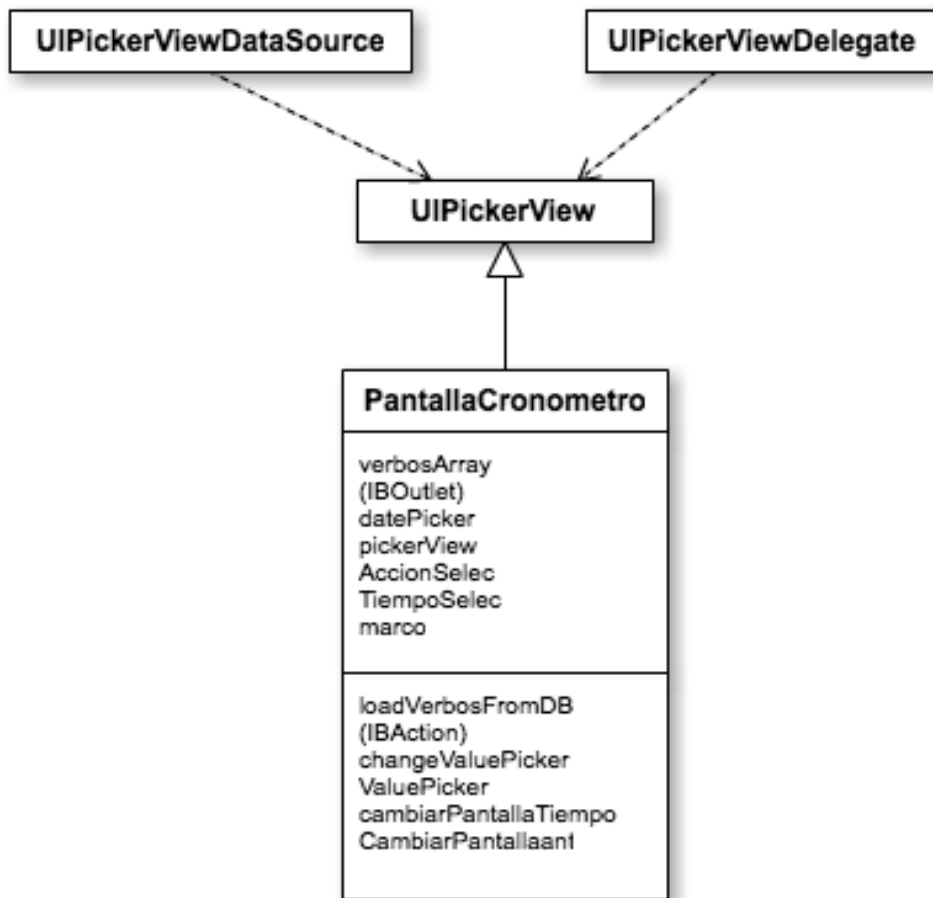 UIPickerViewDataSource
UIPickerViewDelegate
UIPickerView
PantallaCronometro
verbosArray
(IBOutlet)
datePicker
pickerView
AccionSelec
TiempoSelec
marco
loadVerbosFromDB
(IBAction)
changeValuePicker
ValuePicker
cambiarPantallaTiempo
CambiarPantallaant